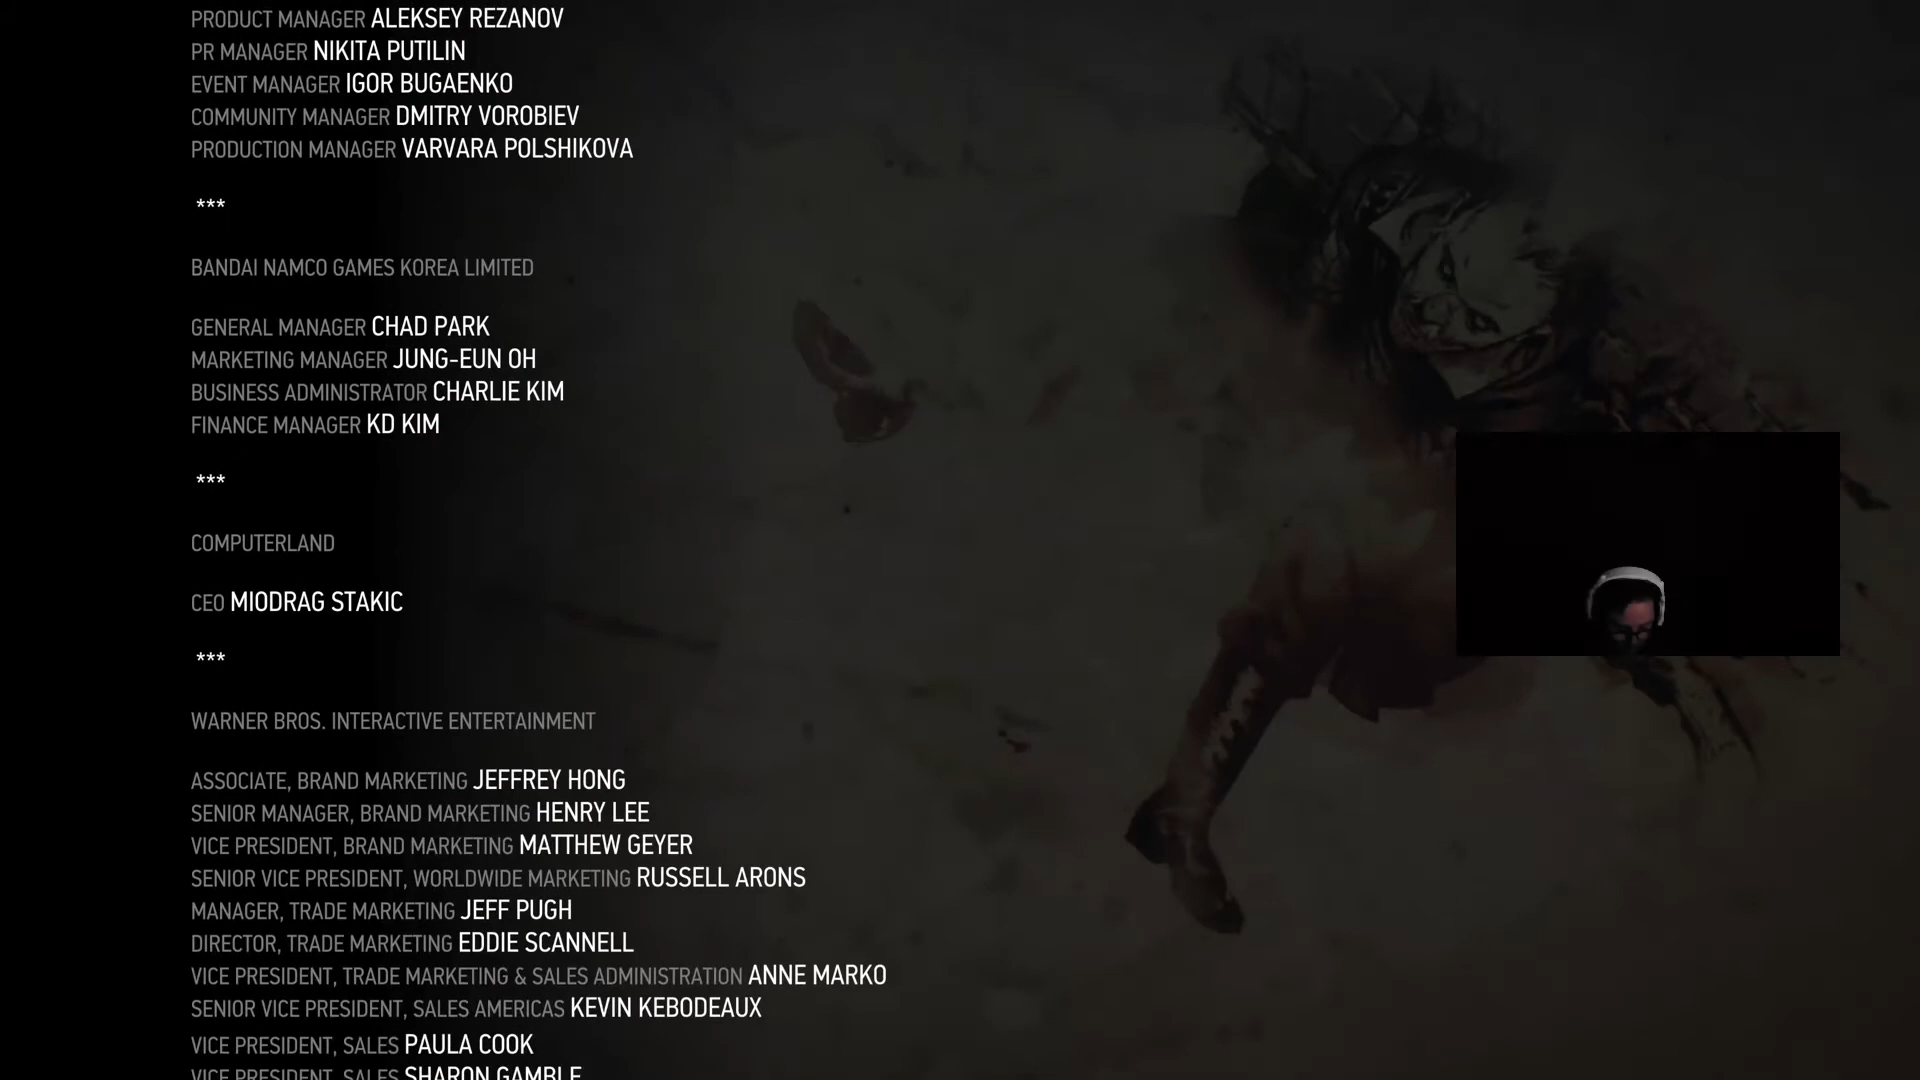 PRODUCT MANAGER ALEKSEY REZANOV
PR MANAGER NIKITA PUTILIN
EVENT MANAGER IGOR BUGAENKO
COMMUNITY MANAGER DMITRY VOROBIEV
PRODUCTION MANAGER VARVARA POLSHIKOVA
***
BANDAI NAMCO GAMES KOREA LIMITED
GENERAL MANAGER CHAD PARK
MARKETING MANAGER JUNG-EUN OH
BUSINESS ADMINISTRATOR CHARLIE KIM
FINANCE MANAGER KD KIM
***
COMPUTERLAND
CEO MIODRAG STAKIC
***
WARNER BROS. INTERACTIVE ENTERTAINMENT
ASSOCIATE, BRAND MARKETING JEFFREY HONG
SENIOR MANAGER, BRAND MARKETING HENRY LEE
VICE PRESIDENT, BRAND MARKETING MATTHEW GEYER
SENIOR VICE PRESIDENT, WORLDWIDE MARKETING RUSSELL ARONS
MANAGER, TRADE MARKETING JEFF PUGH
DIRECTOR, TRADE MARKETING EDDIE SCANNELL
VICE PRESIDENT, TRADE MARKETING & SALES ADMINISTRATION ANNE MARKO
SENIOR VICE PRESIDENT, SALES AMERICAS KEVIN KEBODEAUX
VICE PRESIDENT, SALES PAULA COOK
VICE PRESIDENT, SALES SHARON GAMBLE